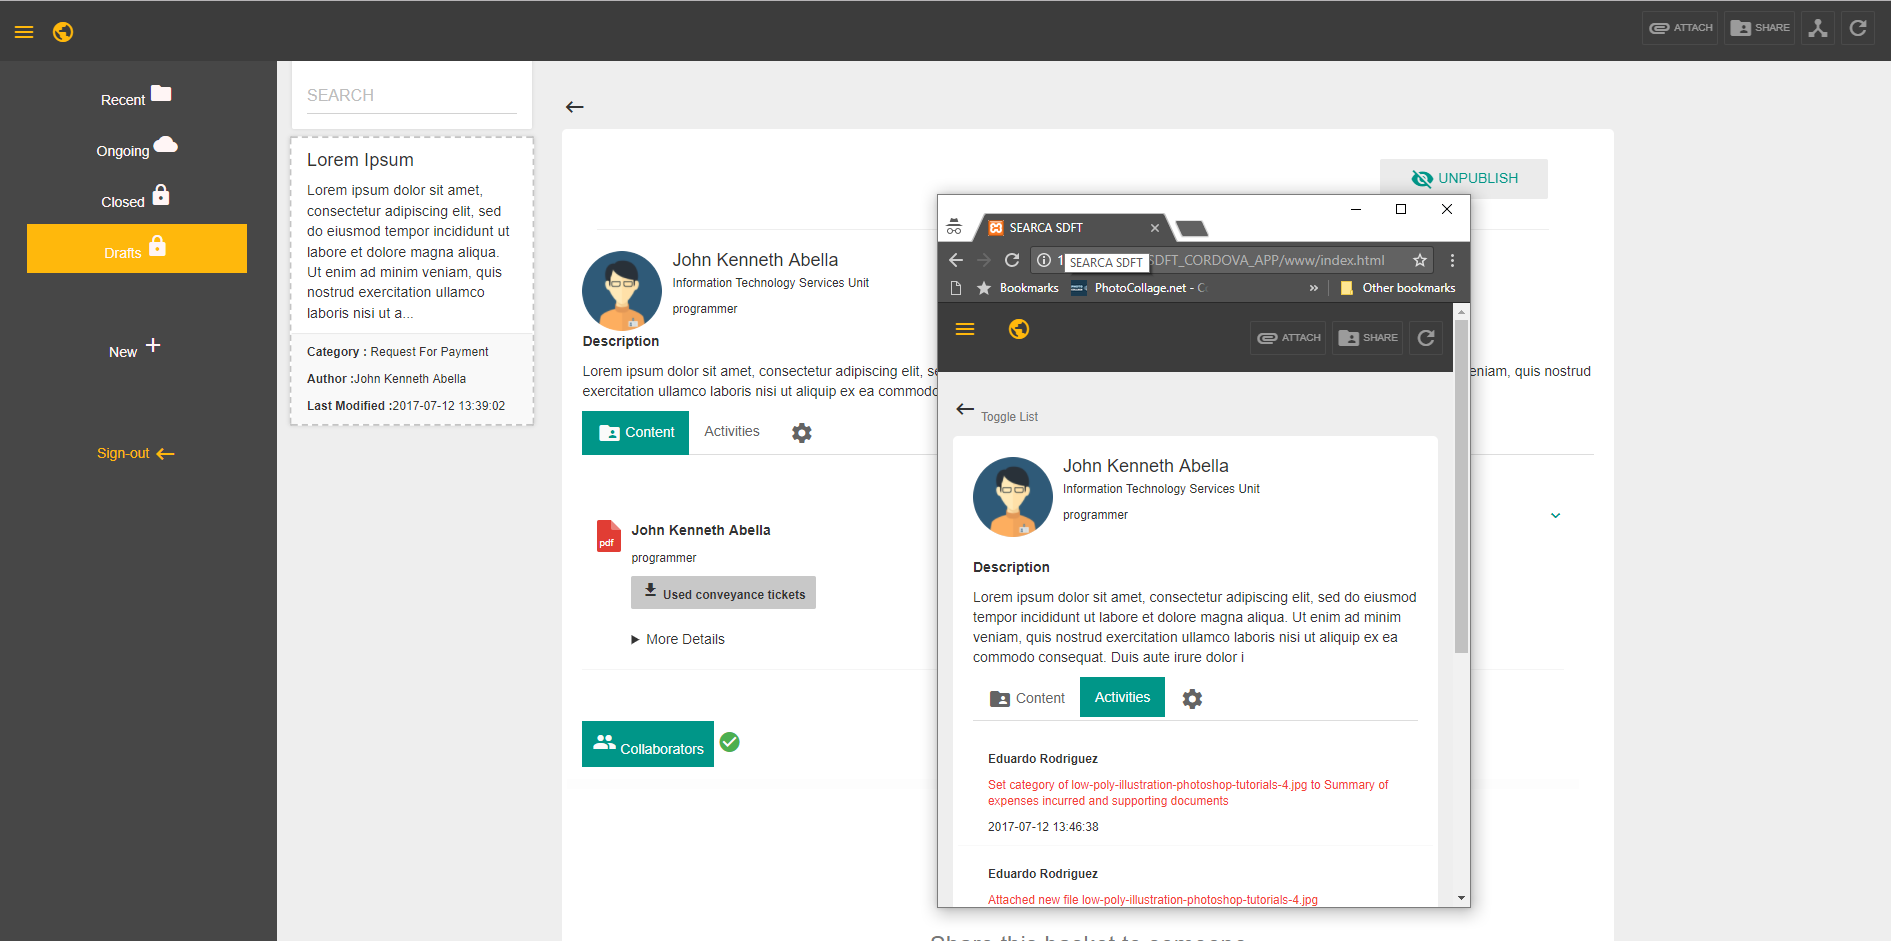 ATTACH
SHARE
Recent
Ongoing
Closed
Drafts
New
Sign-out
SEARCH
Lorem Ipsum
Lorem ipsum dolor sit amet,
consectetur adipiscing elit, sed
do eiusmod tempor incididunt ut
labore et dolore magna aliqua.
Ut enim ad minim veniam, quis
nostrud exercitation ullamco
laboris nisi ut a...
Category : Request For Payment
Author :John Kenneth Abella
Last Modified :2017-07-12 13:39:02
UNPUBLISH
John Kenneth Abella
Information Technology Services Unit
programmer
Description
Lorem ipsum dolor sit amet, consectetur adipiscing elit, s
eniam, quis nostrud
exercitation ullamco laboris nisi ut aliquip ex ea commodo
Content
Activities
pdf
John Kenneth Abella
programmer
Used conveyance tickets
More Details
Collaborators
Share this basket to someone
SEARCA SDFT
1
SEARCA SDFT
SDFT_CORDOVA_APP/www/index.html
Bookmarks
PhotoCollage.net - C
»
Other bookmarks
ATTACH
SHARE
Toggle List
John Kenneth Abella
Information Technology Services Unit
programmer
Description
Lorem ipsum dolor sit amet, consectetur adipiscing elit, sed do eiusmod
tempor incididunt ut labore et dolore magna aliqua. Ut enim ad minim
veniam, quis nostrud exercitation ullamco laboris nisi ut aliquip ex ea
commodo consequat. Duis aute irure dolor i
Content
Activities
Eduardo Rodriguez
Set category of low-poly-illustration-photoshop-tutorials-4.jpg to Summary of
expenses incurred and supporting documents
2017-07-12 13:46:38
Eduardo Rodriguez
Attached new file low-poly-illustration-photoshop-tutorials-4.jpg